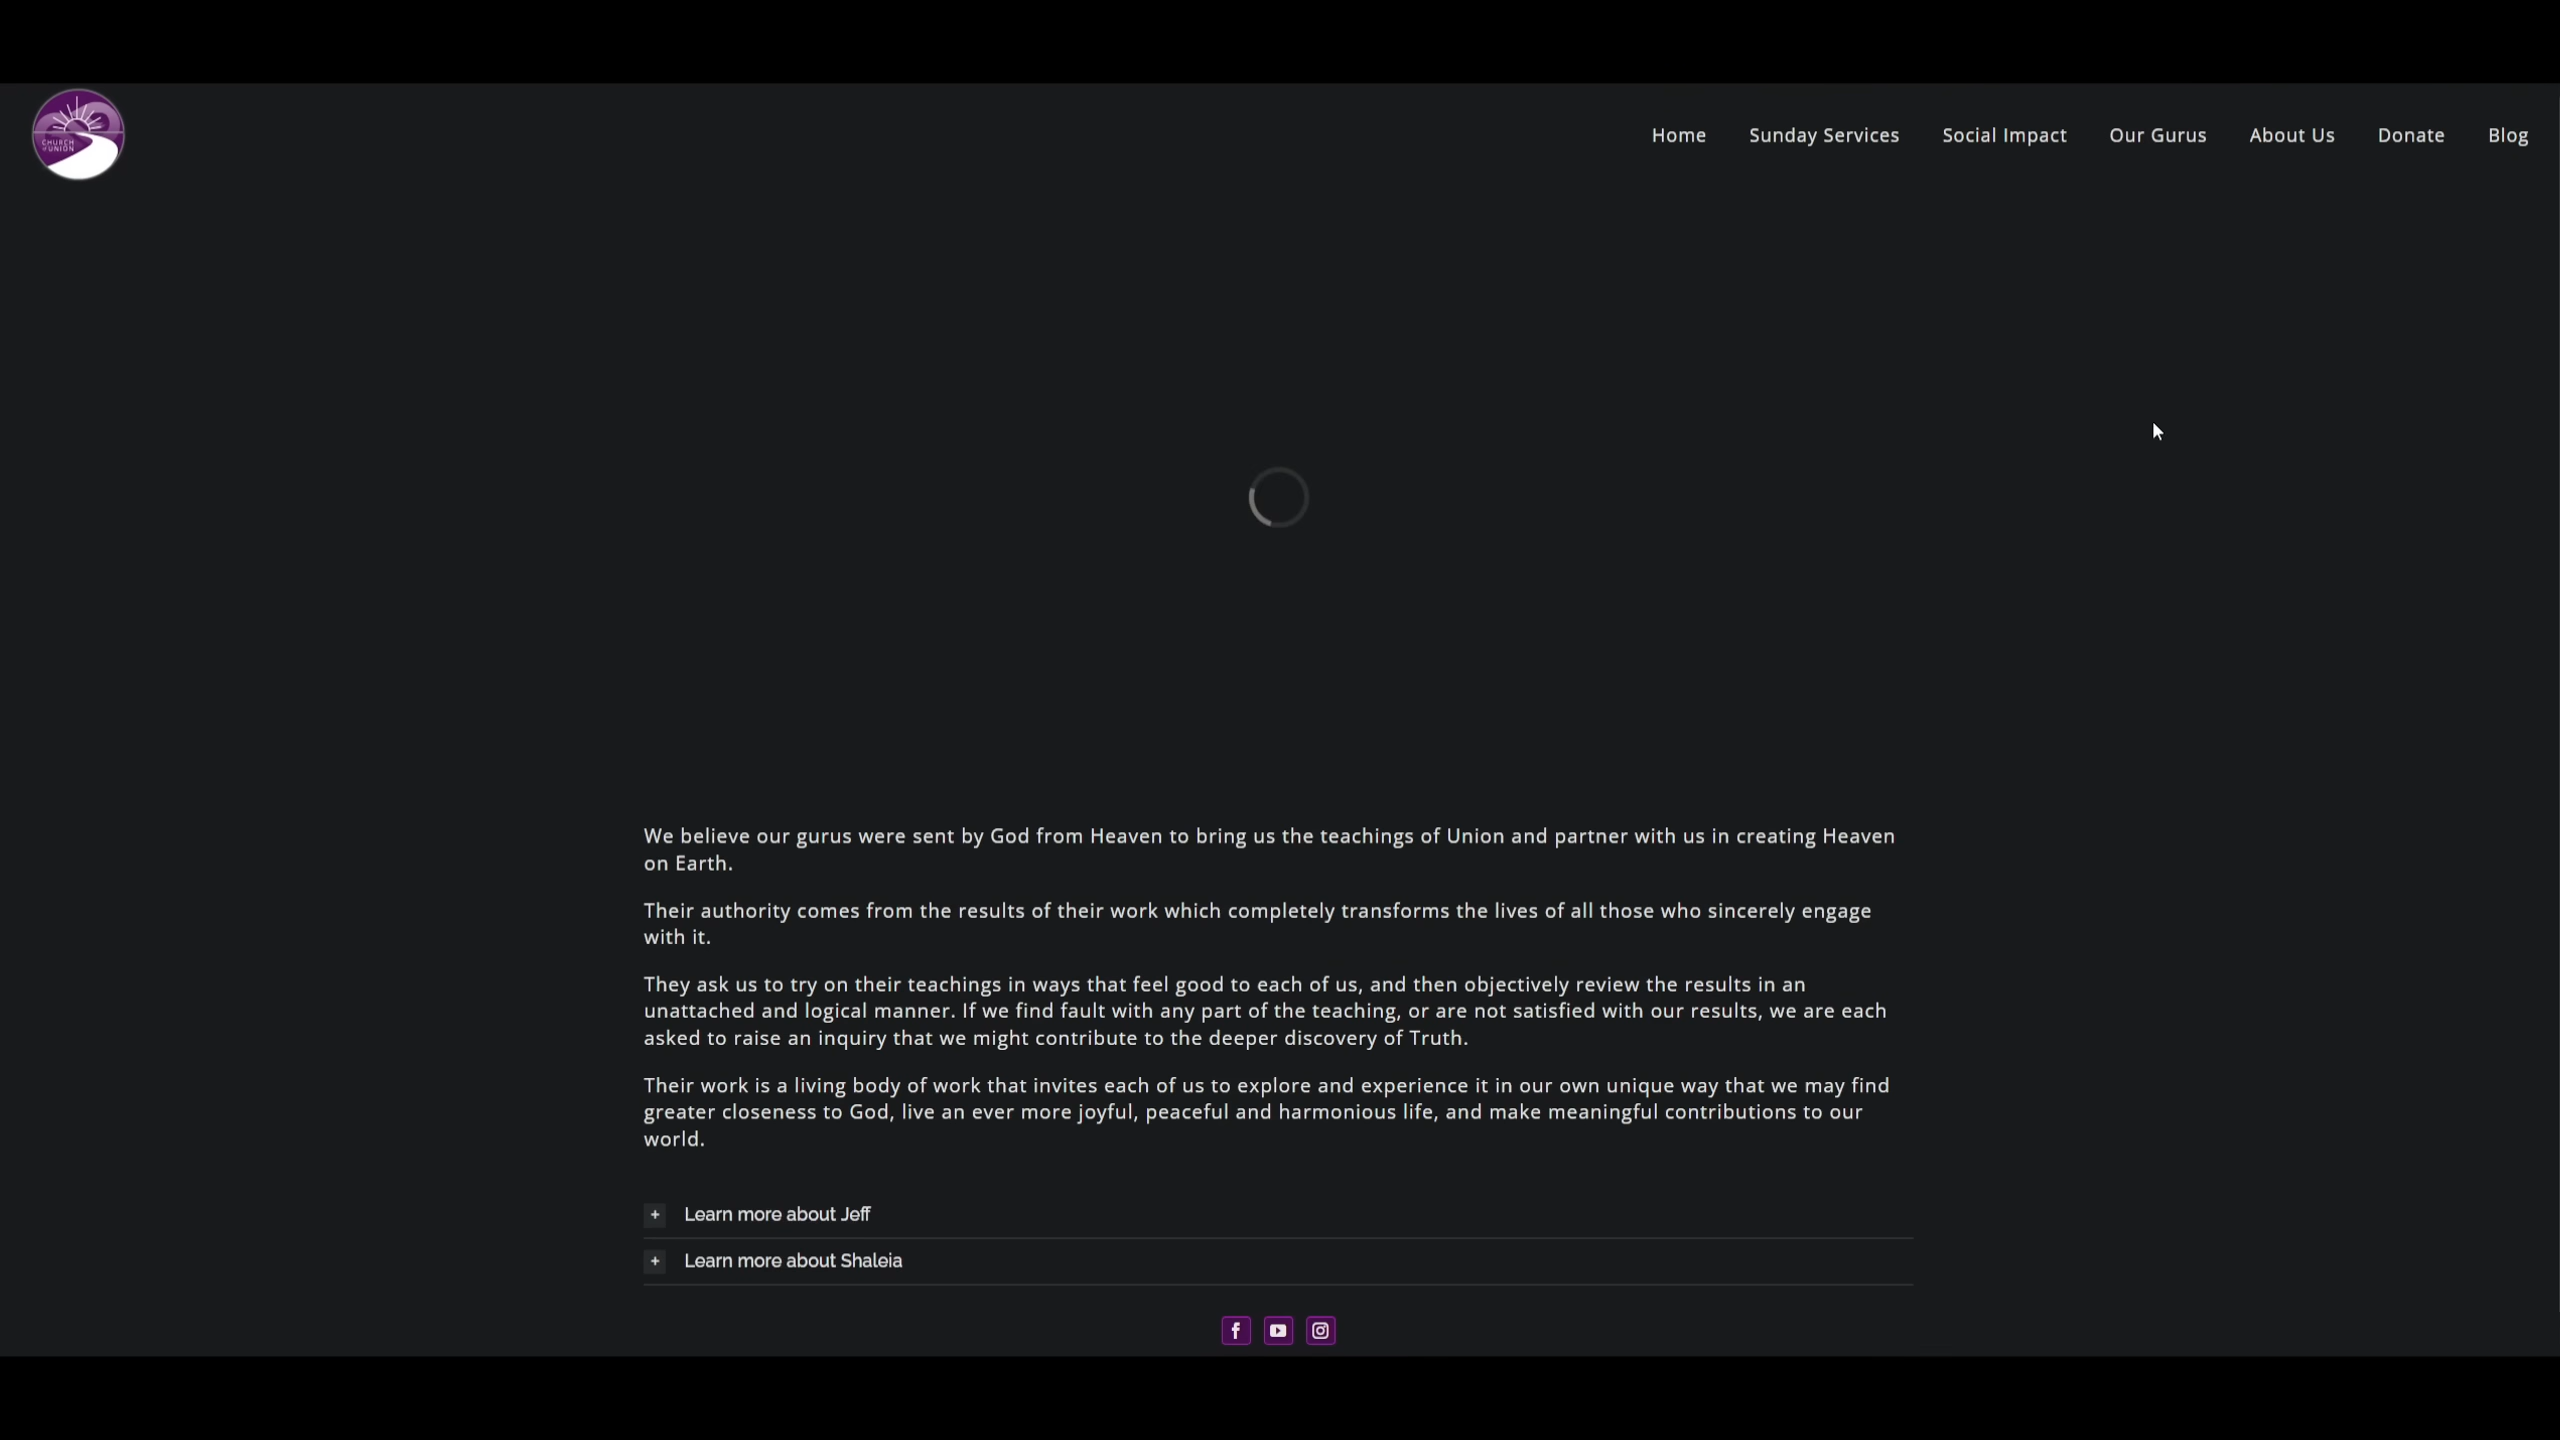 CHURCH
of UNION
Home Sunday Services Social Impact Our Gurus About Us Donate Blog
We believe our gurus were sent by God from Heaven to bring us the teachings of Union and partner with us in creating Heaven
on Earth.
Their authority comes from the results of their work which completely transforms the lives of all those who sincerely engage
with it.
They ask us to try on their teachings in ways that feel good to each of us, and then objectively review the results in an
unattached and logical manner. If we find fault with any part of the teaching, or are not satisfied with our results, we are each
asked to raise an inquiry that we might contribute to the deeper discovery of Truth.
Their work is a living body of work that invites each of us to explore and experience it in our own unique way that we may find
greater closeness to God, live an ever more joyful, peaceful and harmonious life, and make meaningful contributions to our
world.
+ Learn more about Jeff
+ Learn more about Shaleia